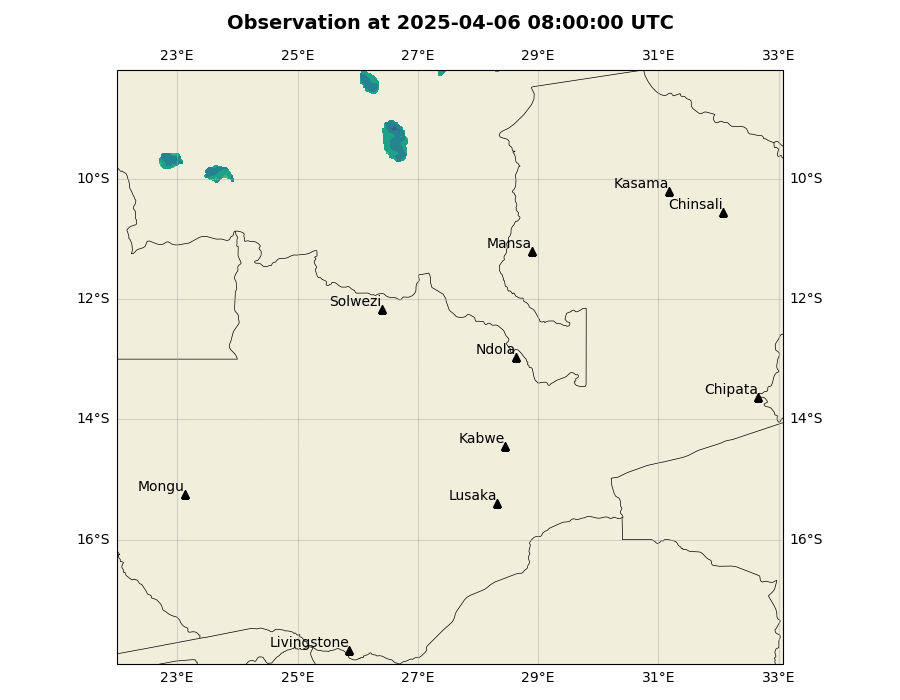 Observation at 2025-04-06 08:00:00 UTC
23°E 25°E 27°E 29°E 31°E 33°E
10°S 10°S
Kasama
Chinsali
Mansa
12°S 12°S
Solwezi
Ndola
Chipata
14°S 14°S
Kabwe
Mongu
Lusaka
16°S 16°S
Livingstone
23°E 25°E 27°E 29°E 31°E 33°E